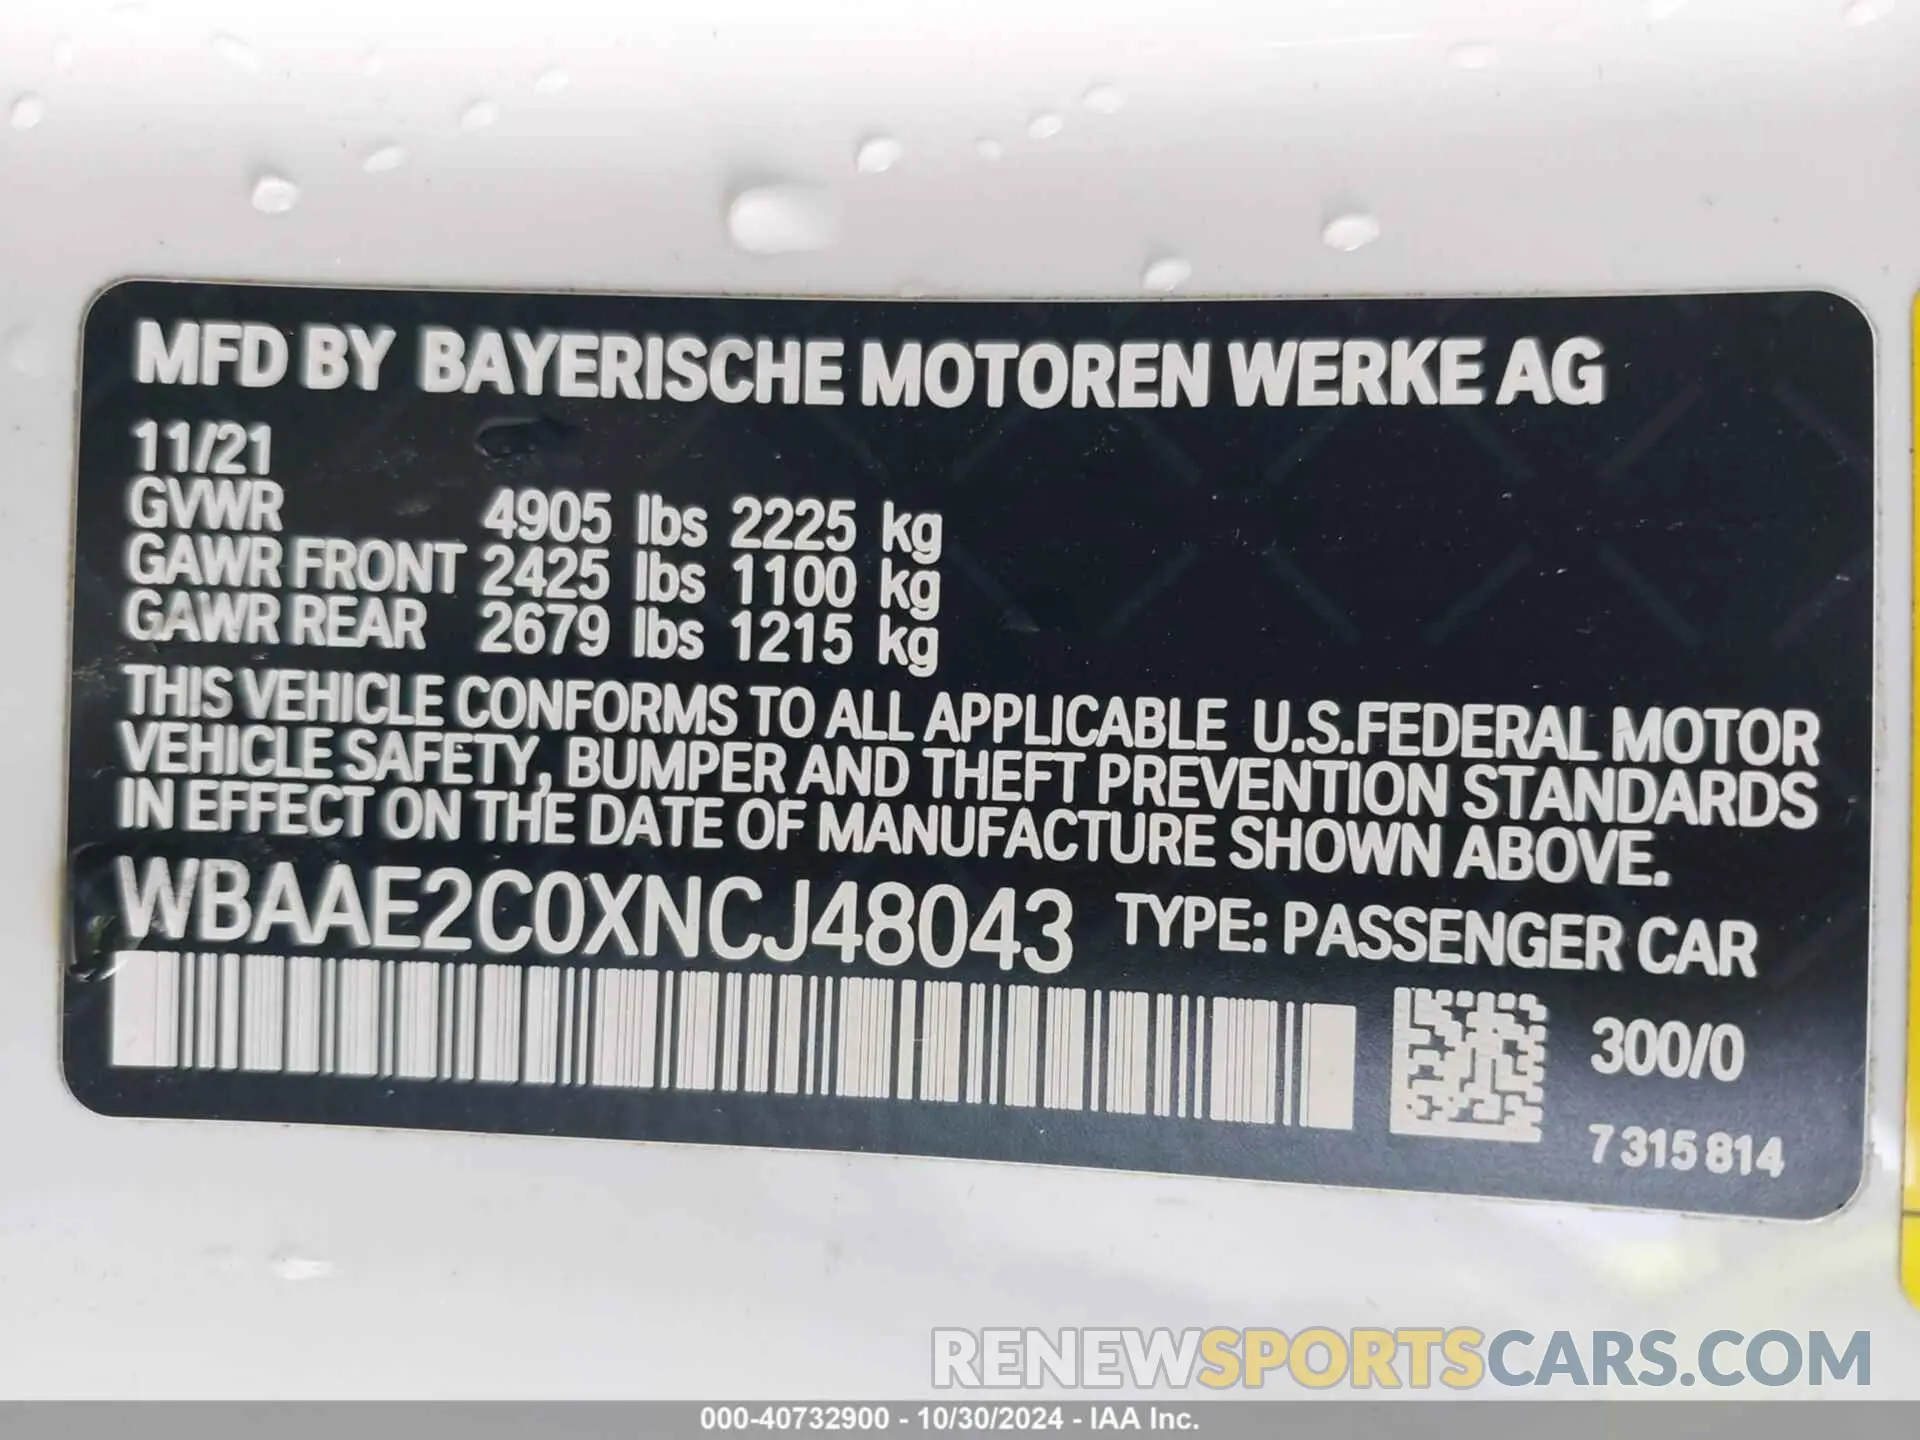 MFD BY BAYERISCHE MOTOREN WERKE AG
11/21
GVWR 4905 lbs 2225 kg
GAWR FRONT 2425 lbs 1100 kg
GAWR REAR 2679 lbs 1215 kg
THIS VEHICLE CONFORMS TO ALL APPLICABLE U.S.FEDERAL MOTOR
VEHICLE SAFETY, BUMPER AND THEFT PREVENTION STANDARDS
IN EFFECT ON THE DATE OF MANUFACTURE SHOWN ABOVE.
WBAAE2C0XNCJ48043 TYPE: PASSENGER CAR
300/0
7 315 814
RENEWSPORTSCARS.COM
000-40732900 - 10/30/2024 - IAA Inc.